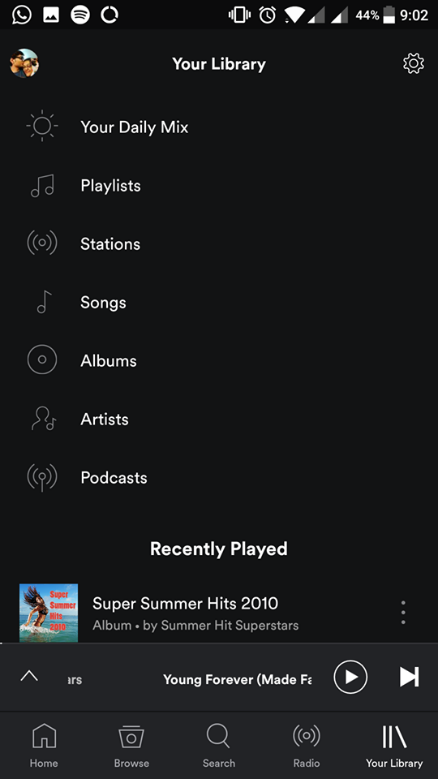 44% 9:02
Your Library
Your Daily Mix
Playlists
Stations
Songs
Albums
Artists
Podcasts
Recently Played
Super
Summer
Hits
2010
Super Summer Hits 2010
Album • by Summer Hit Superstars
ars Young Forever (Made Fa
Home Browse Search Radio Your Library